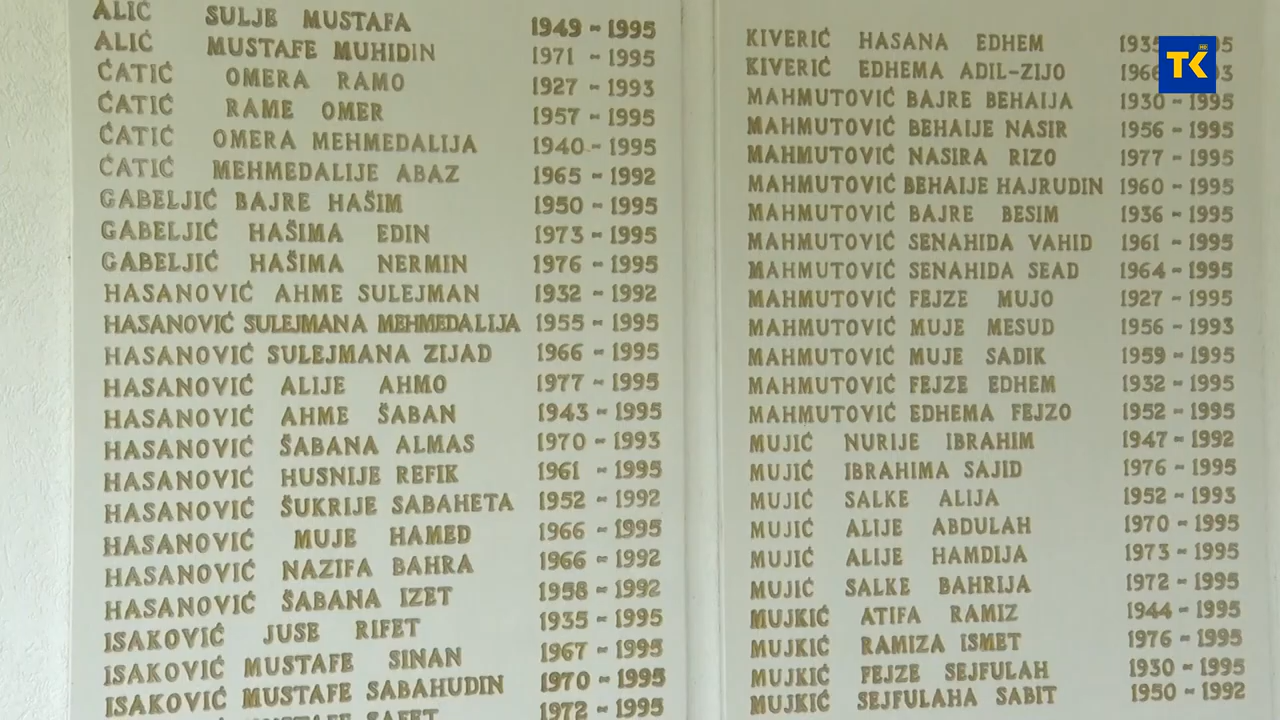 ALIĆ SULJE MUSTAFA 1949 - 1995
ALIĆ MUSTAFE MUHIDIN 1971 - 1995
ĆATIĆ OMERA RAMO 1927 - 1993
ĆATIĆ RAME OMER 1957 - 1995
ĆATIĆ OMERA MEHMEDALIJA 1940 - 1995
ĆATIĆ MEHMEDALIJE ABAZ 1965 - 1992
GABELJIĆ BAJRE HAŠIM 1950 - 1995
GABELJIĆ HAŠIMA EDIN 1973 - 1995
GABELJIĆ HAŠIMA NERMIN 1976 - 1995
HASANOVIĆ AHME SULEJMAN 1932 - 1992
HASANOVIĆ SULEJMANA MEHMEDALIJA 1955 - 1995
HASANOVIĆ SULEJMANA ZIJAD 1966 - 1995
HASANOVIĆ ALIJE AHMO 1977 - 1995
HASANOVIĆ AHME ŠABAN 1943 - 1995
HASANOVIĆ ŠABANA ALMAS 1970 - 1993
HASANOVIĆ HUSNIJE REFIK 1961 - 1995
HASANOVIĆ ŠUKRIJE SABAHETA 1952 - 1992
HASANOVIĆ MUJE HAMED 1966 - 1995
HASANOVIĆ NAZIFA BAHRA 1966 - 1992
HASANOVIĆ ŠABANA IZET 1958 - 1992
ISAKOVIĆ JUSE RIFET 1935 - 1995
ISAKOVIĆ MUSTAFE SINAN 1967 - 1995
ISAKOVIĆ MUSTAFE SABAHUDIN 1970 - 1995
1972 - 1995
KIVERIĆ HASANA EDHEM
KIVERIĆ EDHEMA ADIL-ZIJO
MAHMUTOVIĆ BAJRE BEHAIJA 1930 - 1995
MAHMUTOVIĆ BEHAIJE NASIR 1956 - 1995
MAHMUTOVIĆ NASIRA RIZO 1977 - 1995
MAHMUTOVIĆ BEHAIJE HAJRUDIN 1960 - 1995
MAHMUTOVIĆ BAJRE BESIM 1936 - 1995
MAHMUTOVIĆ SENAHIDA VAHID 1961 - 1995
MAHMUTOVIĆ SENAHIDA SEAD 1964 - 1995
MAHMUTOVIĆ FEJZE MUJO 1927 - 1995
MAHMUTOVIĆ MUJE MESUD 1956 - 1993
MAHMUTOVIĆ MUJE SADIK 1959 - 1995
MAHMUTOVIĆ FEJZE EDHEM 1932 - 1995
MAHMUTOVIĆ EDHEMA FEJZO 1952 - 1995
MUJIĆ NURIJE IBRAHIM 1947 - 1992
MUJIĆ IBRAHIMA SAJID 1976 - 1995
MUJIĆ SALKE ALIJA 1952 - 1993
MUJIĆ ALIJE ABDULAH 1970 - 1995
MUJIĆ ALIJE HAMDIJA 1973 - 1995
MUJIĆ SALKE BAHRIJA 1972 - 1995
MUJKIĆ ATIFA RAMIZ 1944 - 1995
MUJKIĆ RAMIZA ISMET 1976 - 1995
MUJKIĆ FEJZE SEJFULAH 1930 - 1995
MUJKIĆ SEJFULAHA SABIT 1950 - 1992
TK HD